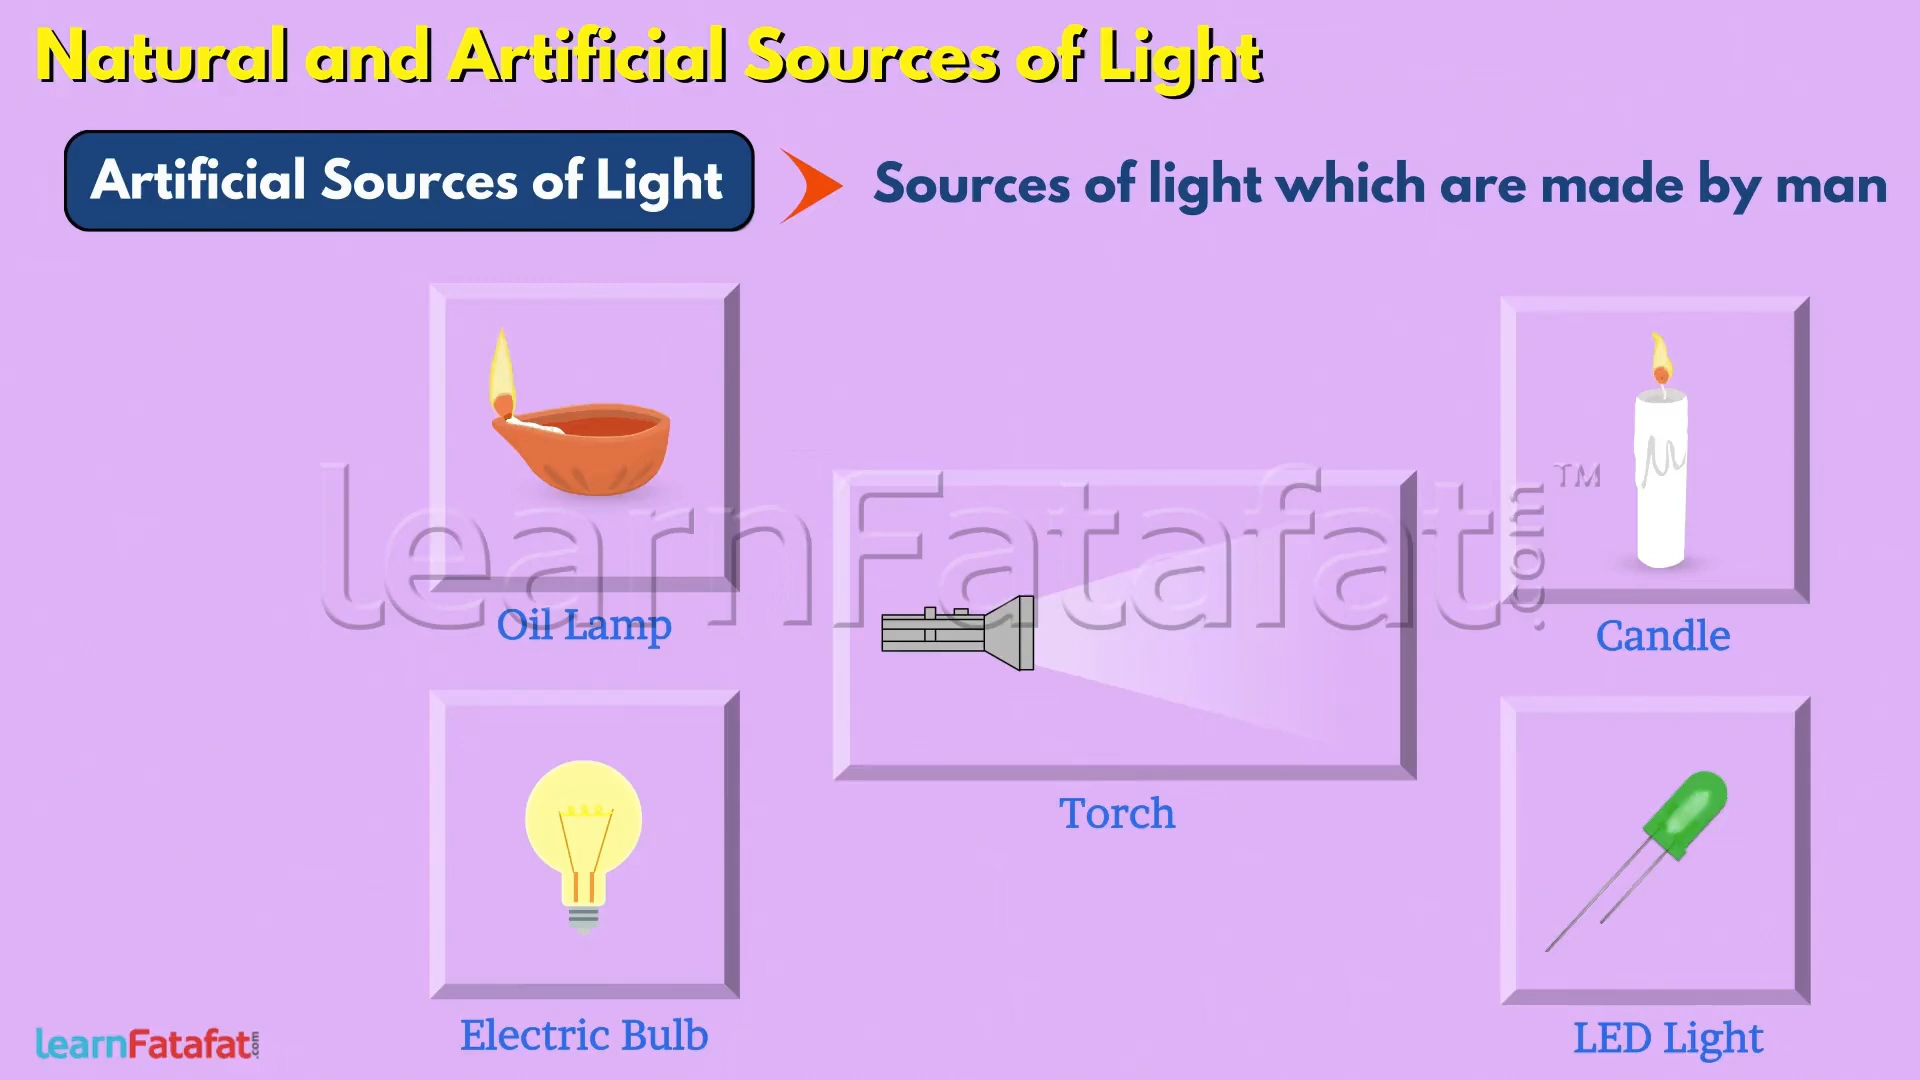 Natural and Artificial Sources of Light
Artificial Sources of Light
Sources of light which are made by man
learnFatafat.com™
Oil Lamp
Candle
Torch
Electric Bulb
LED Light
learnFatafat.com